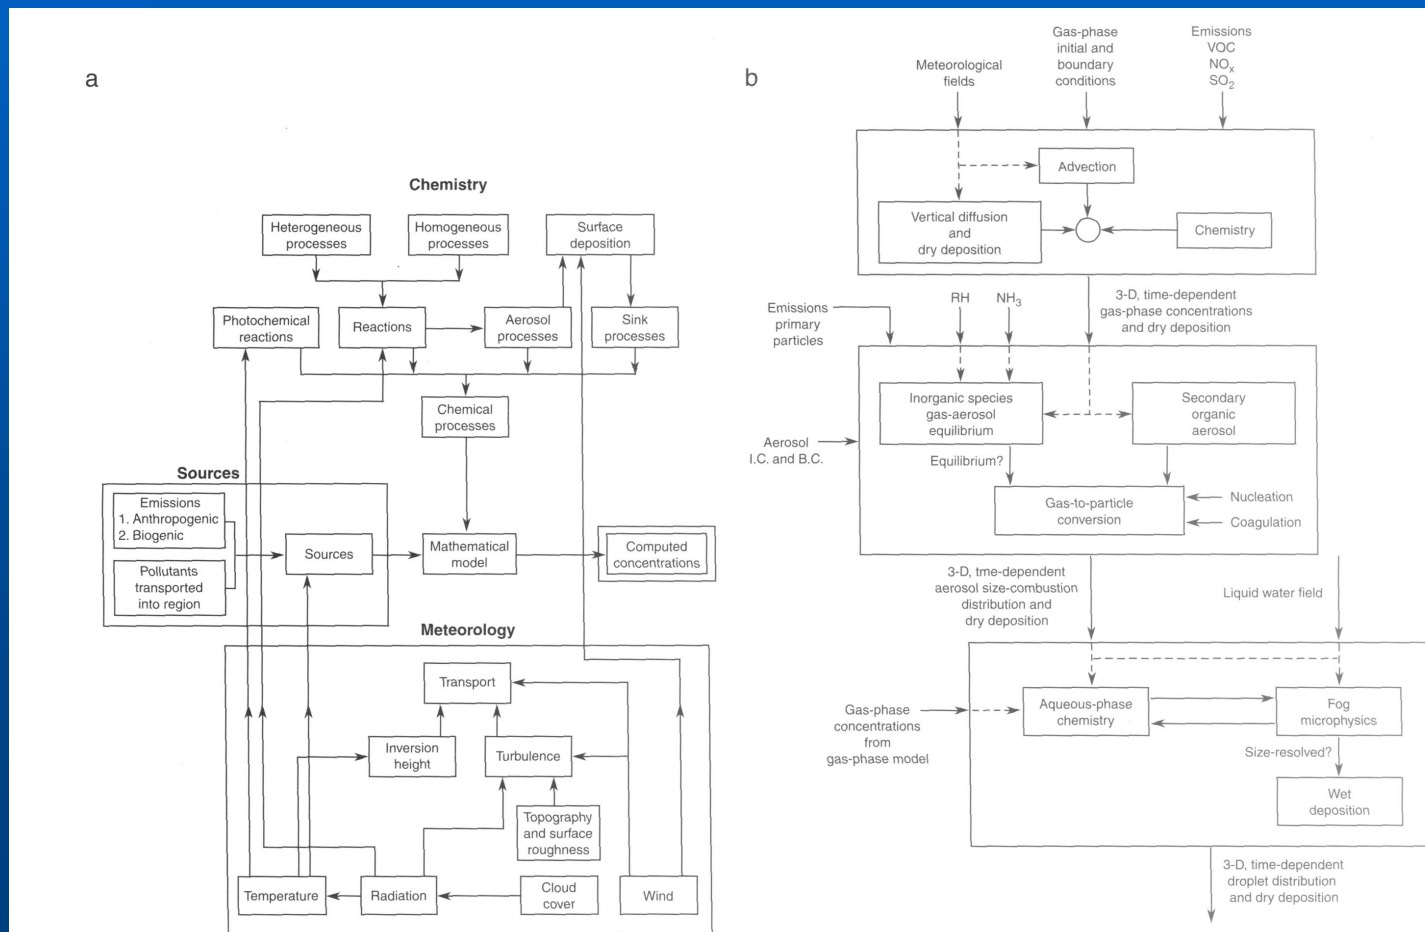 a
Chemistry
Heterogeneous
processes
Homogeneous
processes
Surface
deposition
Photochemical
reactions
Reactions
Aerosol
processes
Sink
processes
Chemical
processes
Sources
Emissions
1. Anthropogenic
2. Biogenic
Pollutants
transported
into region
Sources
Mathematical
model
Computed
concentrations
Meteorology
Transport
Inversion
height
Turbulence
Topography
and surface
roughness
Temperature
Radiation
Cloud
cover
Wind
b
Meteorological
fields
Gas-phase
initial and
boundary
conditions
Emissions
VOC
NOx
SO2
Advection
Vertical diffusion
and
dry deposition
Chemistry
3-D, time-dependent
gas-phase concentrations
and dry deposition
Emissions
primary
particles
RH
NH3
Inorganic species
gas-aerosol
equilibrium
Secondary
organic
aerosol
Aerosol
I.C. and B.C.
Equilibrium?
Gas-to-particle
conversion
Nucleation
Coagulation
3-D, tme-dependent
aerosol size-combustion
distribution and
dry deposition
Liquid water field
Gas-phase
concentrations
from
gas-phase model
Aqueous-phase
chemistry
Fog
microphysics
Size-resolved?
Wet
deposition
3-D, time-dependent
droplet distribution
and dry deposition